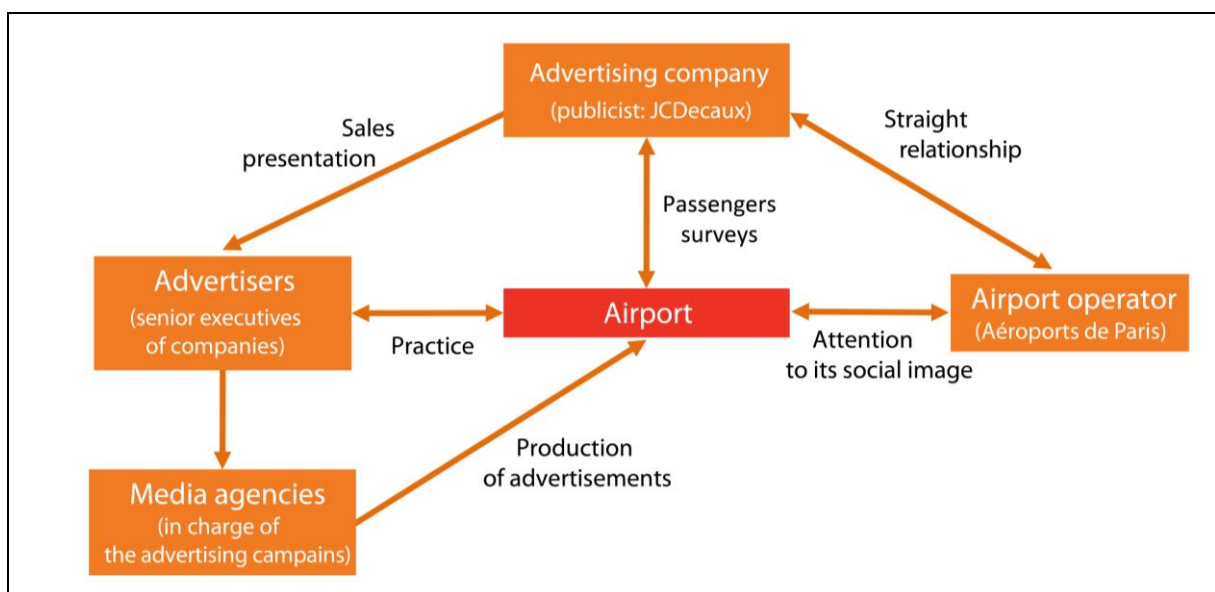 Advertising company
(publicist: JCDecaux)
Sales
presentation
Straight
relationship
Passengers
surveys
Advertisers
(senior executives
of companies)
Practice
Airport
Attention
to its social image
Airport operator
(Aéroports de Paris)
Production
of advertisements
Media agencies
(in charge of
the advertising campains)